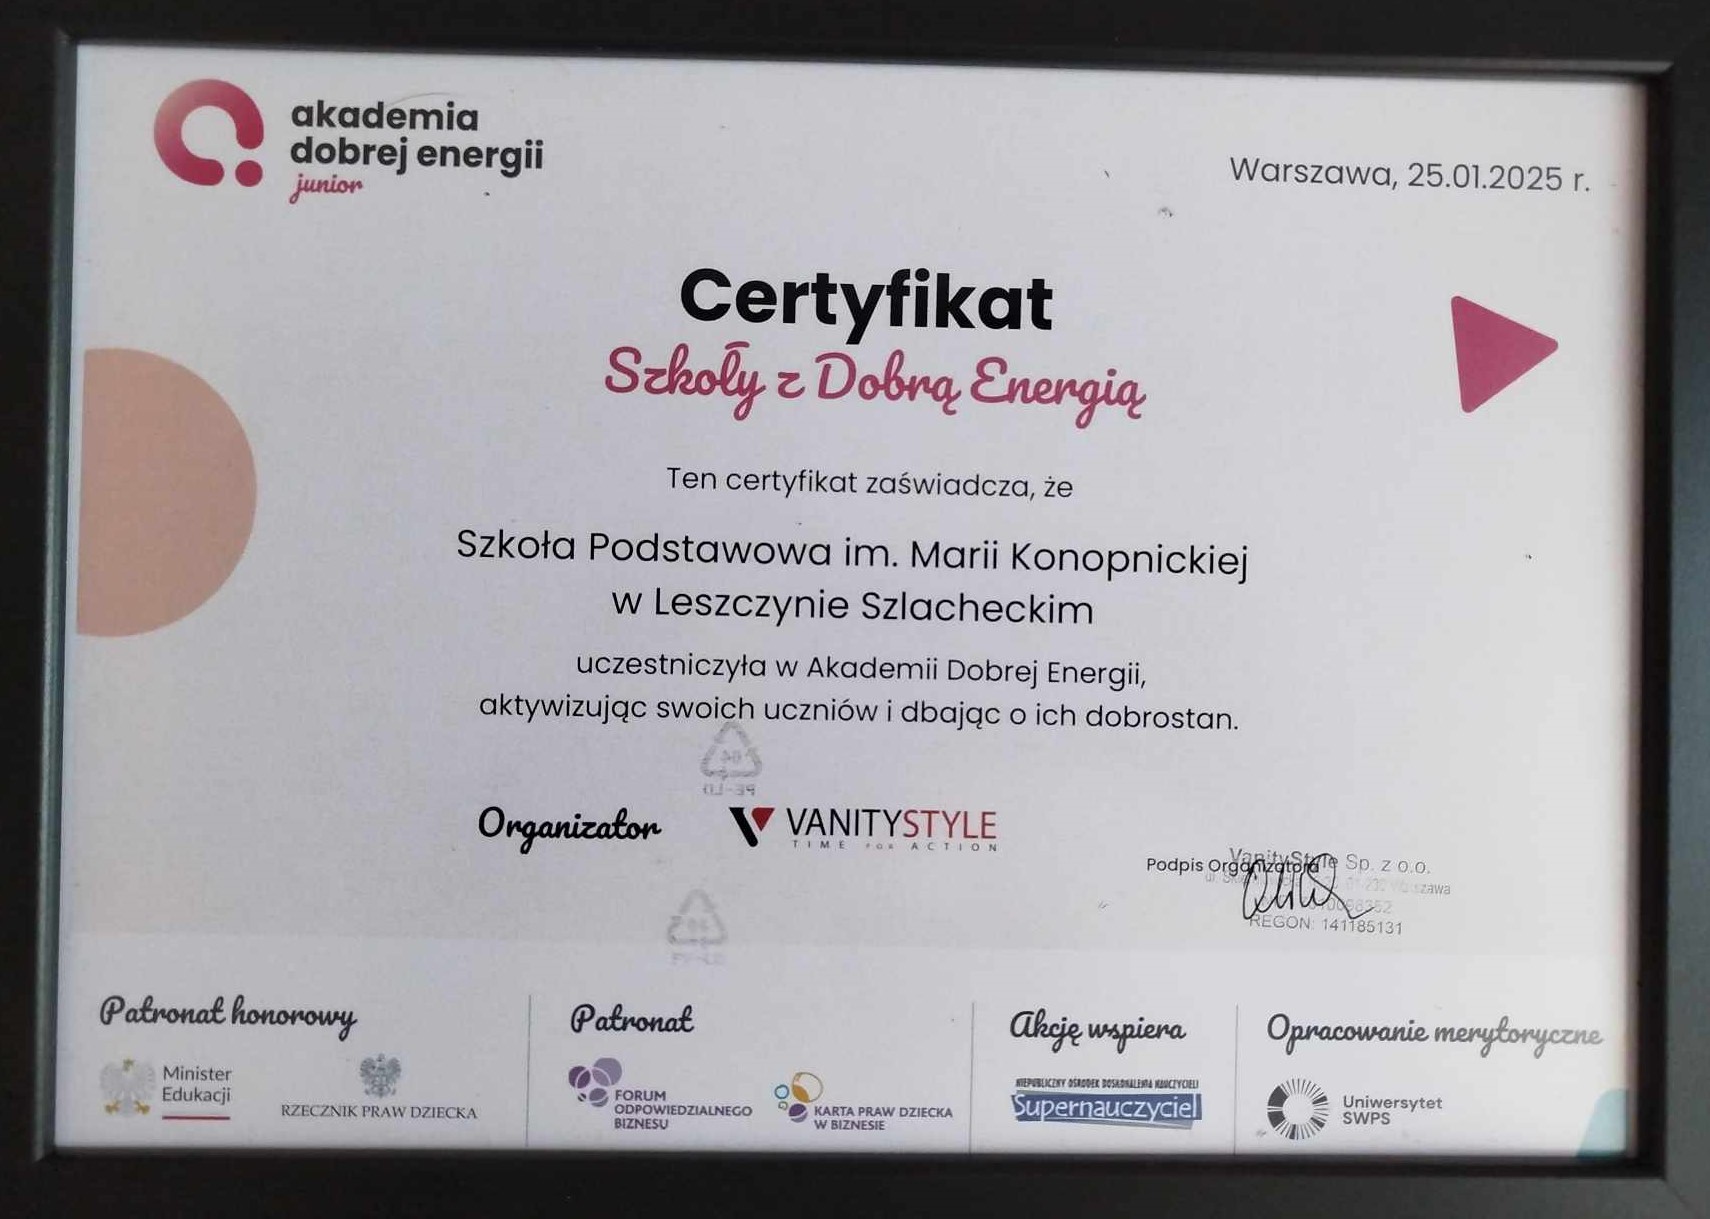 akademia
dobrej energii
junior
Warszawa, 25.01.2025 r.
Certyfikat
Szkoły z Dobrą Energią
Ten certyfikat zaświadcza, że
Szkoła Podstawowa im. Marii Konopnickiej
w Leszczynie Szlacheckim
uczestniczyła w Akademii Dobrej Energii,
aktywizując swoich uczniów i dbając o ich dobrostan.
04
PE-LD
Organizator
VANITYSTYLE
TIME FOR ACTION
Podpis Organizatora
VanityStyle Sp. z o.o.
REGON: 141185131
Patronat honorowy
Minister
Edukacji
RZECZNIK PRAW DZIECKA
Patronat
FORUM
ODPOWIEDZIALNEGO
BIZNESU
KARTA PRAW DZIECKA
W BIZNESIE
Akcję wspiera
NIEPUBLICZNY OŚRODEK DOSKONALENIA NAUCZYCIELI
Supernauczyciel
Opracowanie merytoryczne
Uniwersytet
SWPS